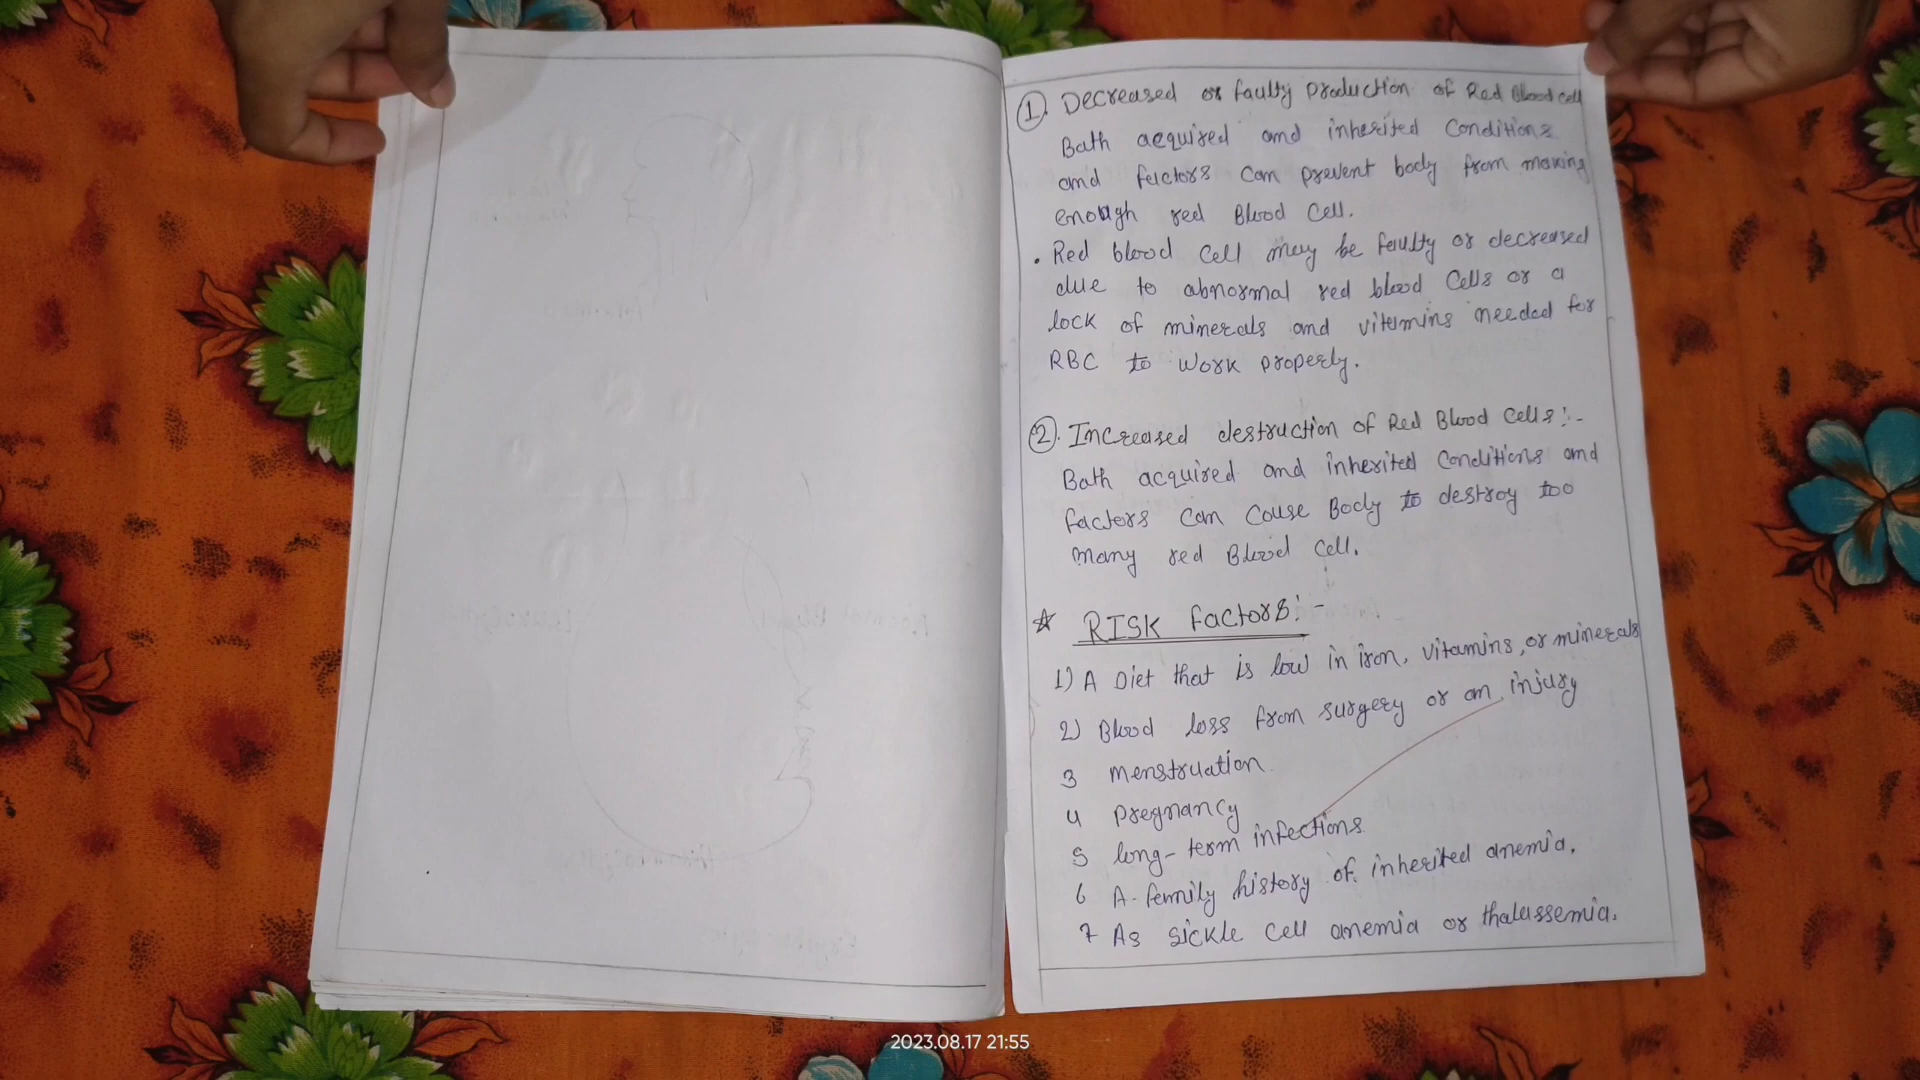 1. Decreased or faulty production of Red Blood cell
Bath acquired and inherited Conditions
and factors Can prevent body from making
enough red Blood Cell.
. Red blood Cell may be faulty or decreased
due to abnormal red blood Cells or a
lack of minerals and vitamins needed for
RBC to work properly.
2. Increased destruction of Red Blood Cells:-
Bath acquired and inherited Conditions and
factors Can Couse Body to destroy too
many red Blood Cell.
☆ RISK factors:-
1) A Diet that is low in iron, vitamins, or minerals
2) Blood loss from surgery or an injury
3 menstruation
4 pregnancy
5 long-term infections
6 A family history of inherited anemia.
7 As sickle Cell anemia or thalassemia.
2023.08.17 21:55